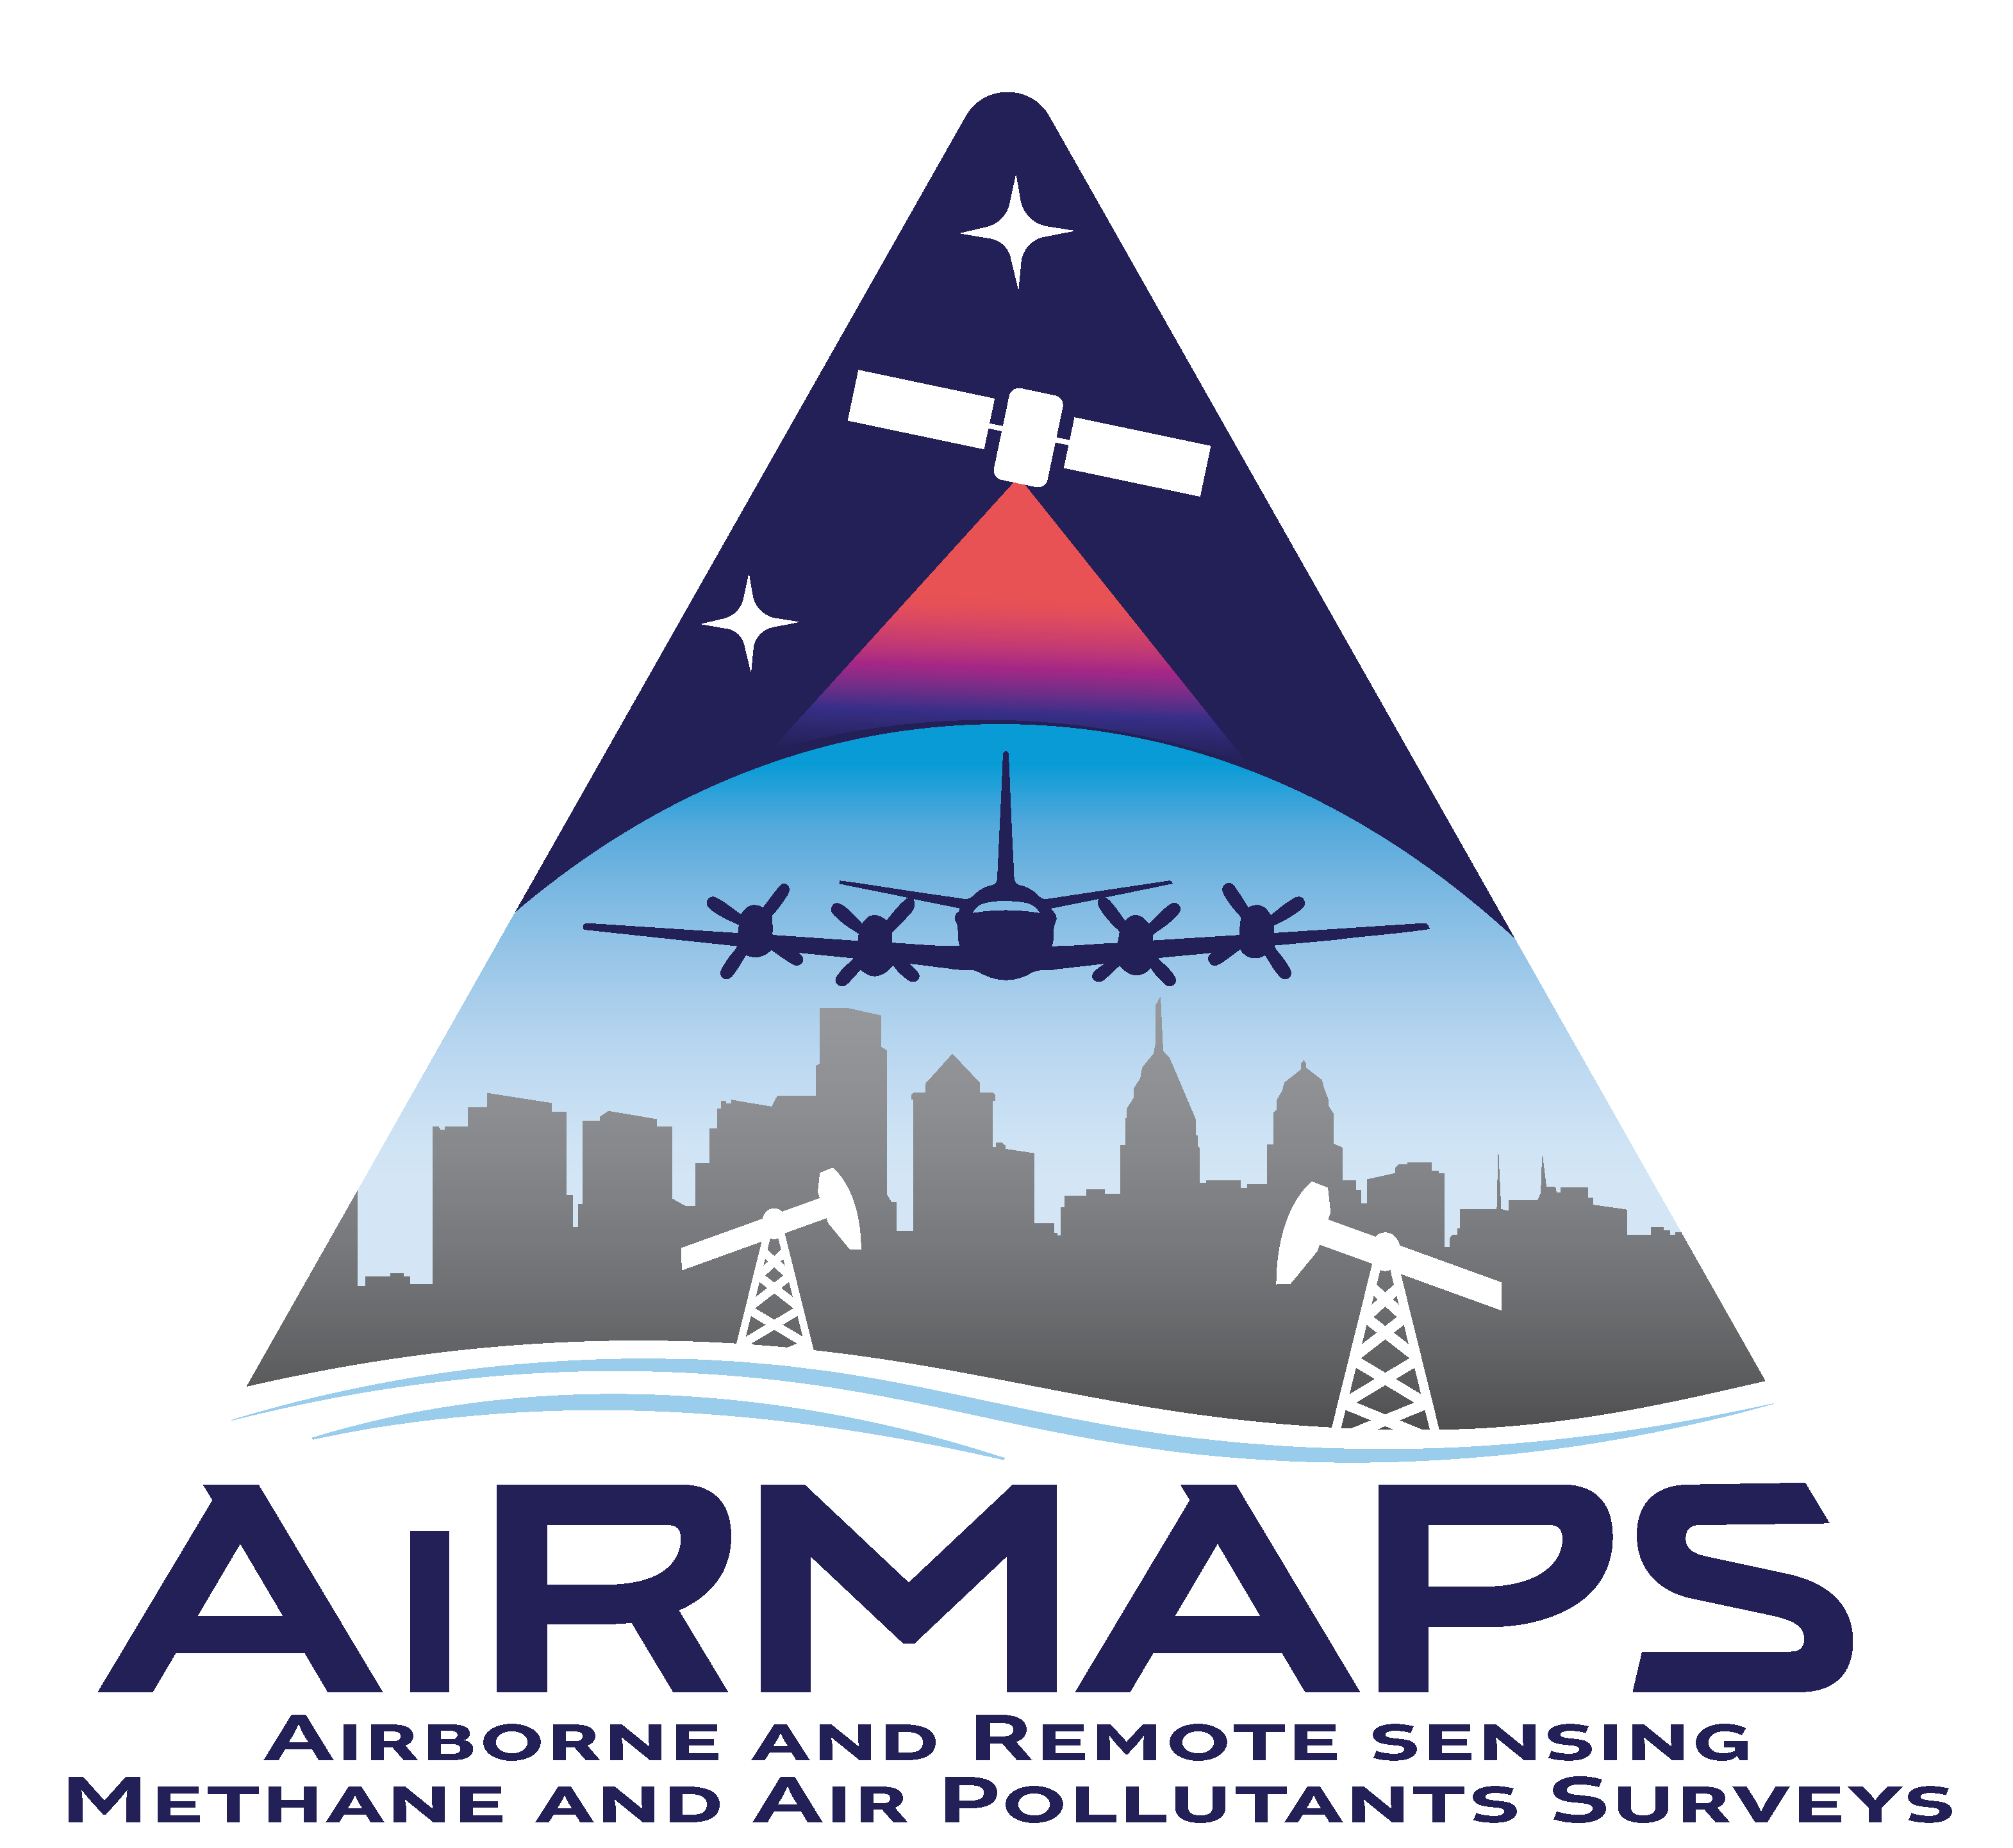 AiRMAPS
Airborne and Remote sensing
Methane and Air Pollutants Surveys